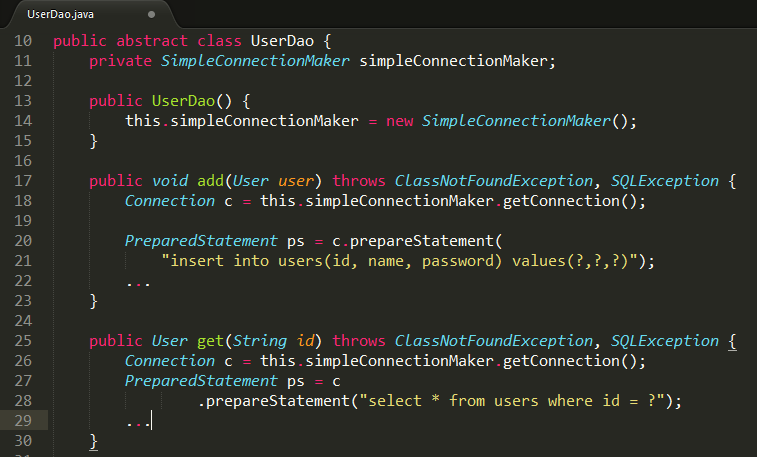 UserDao.java
10 public abstract class UserDao {
11     private SimpleConnectionMaker simpleConnectionMaker;
12
13     public UserDao() {
14         this.simpleConnectionMaker = new SimpleConnectionMaker();
15     }
16
17     public void add(User user) throws ClassNotFoundException, SQLException {
18         Connection c = this.simpleConnectionMaker.getConnection();
19
20         PreparedStatement ps = c.prepareStatement(
21             "insert into users(id, name, password) values(?,?,?)");
22         ...
23     }
24
25     public User get(String id) throws ClassNotFoundException, SQLException {
26         Connection c = this.simpleConnectionMaker.getConnection();
27         PreparedStatement ps = c
28                 .prepareStatement("select * from users where id = ?");
29         ...
30     }